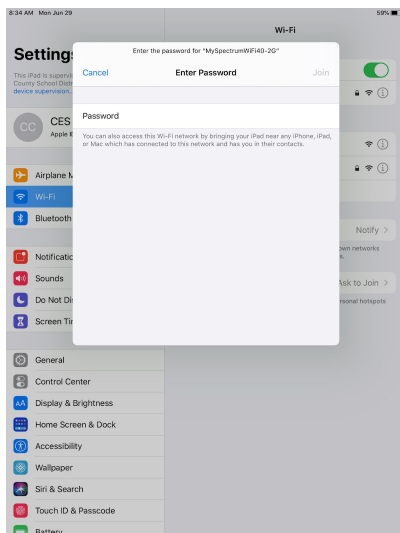 8:34 AM Mon Jun 29
59%
Wi-Fi
Settings
This iPad is supervi
County School Distr
device supervision.
CC
CES
Apple
Enter the password for "MySpectrumWiFi40-2G"
Cancel
Enter Password
Join
Password
You can also access this Wi-Fi network by bringing your iPad near any iPhone, iPad,
or Mac which has connected to this network and has you in their contacts.
Airplane M
Wi-Fi
Bluetooth
Notificatio
Sounds
Do Not Di
Screen Ti
General
Control Center
AA Display & Brightness
Home Screen & Dock
Accessibility
Wallpaper
Siri & Search
Touch ID & Passcode
Battery
Notify
own networks
Ask to Join
rsonal hotspots